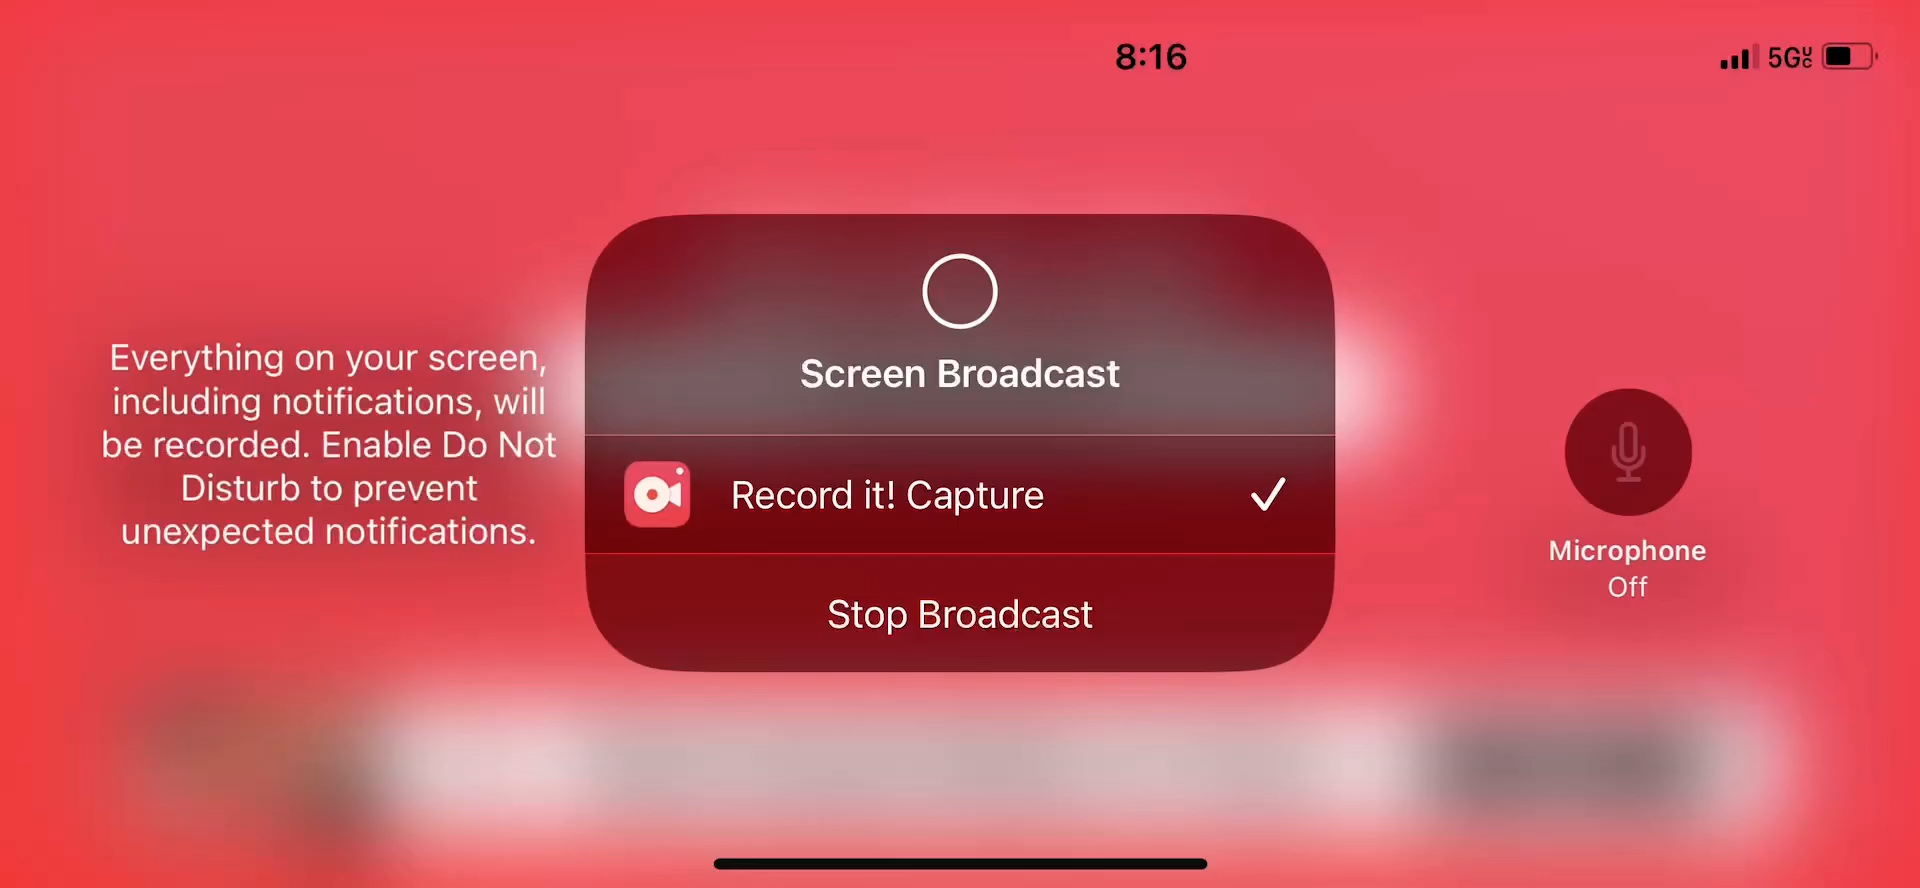 8:16
5GUC
Everything on your screen,
including notifications, will
be recorded. Enable Do Not
Disturb to prevent
unexpected notifications.
Screen Broadcast
Record it! Capture
Stop Broadcast
Microphone
Off